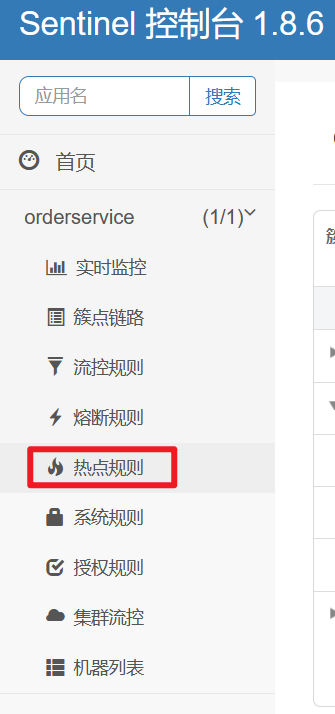 Sentinel 控制台 1.8.6
应用名 搜索
首页
orderservice (1/1)
实时监控
簇点链路
流控规则
熔断规则
热点规则
系统规则
授权规则
集群流控
机器列表